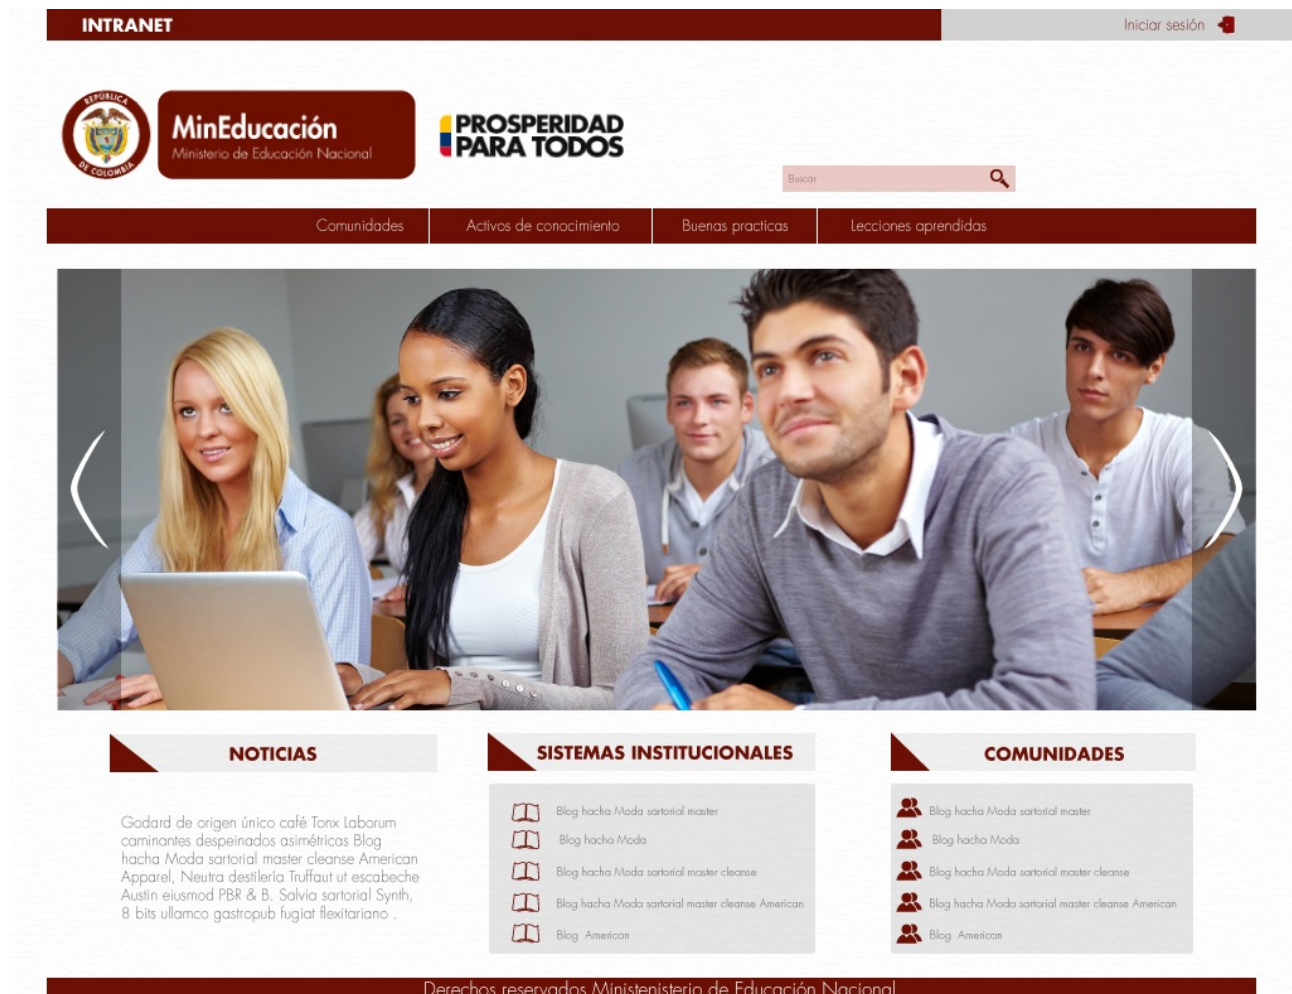 INTRANET
Iniciar sesión
REPÚBLICA
DE COLOMBIA
MinEducación
Ministerio de Educación Nacional
PROSPERIDAD
PARA TODOS
Buscar
Comunidades
Activos de conocimiento
Buenas practicas
Lecciones aprendidas
NOTICIAS
Godard de origen único café Tonx Laborum
caminantes despeinados asimétricas Blog
hacha Moda sartorial master cleanse American
Apparel, Neutra destilería Truffaut ut escabeche
Austin eiusmod PBR & B. Salvia sartorial Synth,
8 bits ullamco gastropub fugiat flexitariano .
SISTEMAS INSTITUCIONALES
Blog hacha Moda sartorial master
Blog hacha Moda
Blog hacha Moda sartorial master cleanse
Blog hacha Moda sartorial master cleanse American
Blog American
COMUNIDADES
Blog hacha Moda sartorial master
Blog hacha Moda
Blog hacha Moda sartorial master cleanse
Blog hacha Moda sartorial master cleanse American
Blog American
Derechos reservados Ministenisterio de Educación Nacional